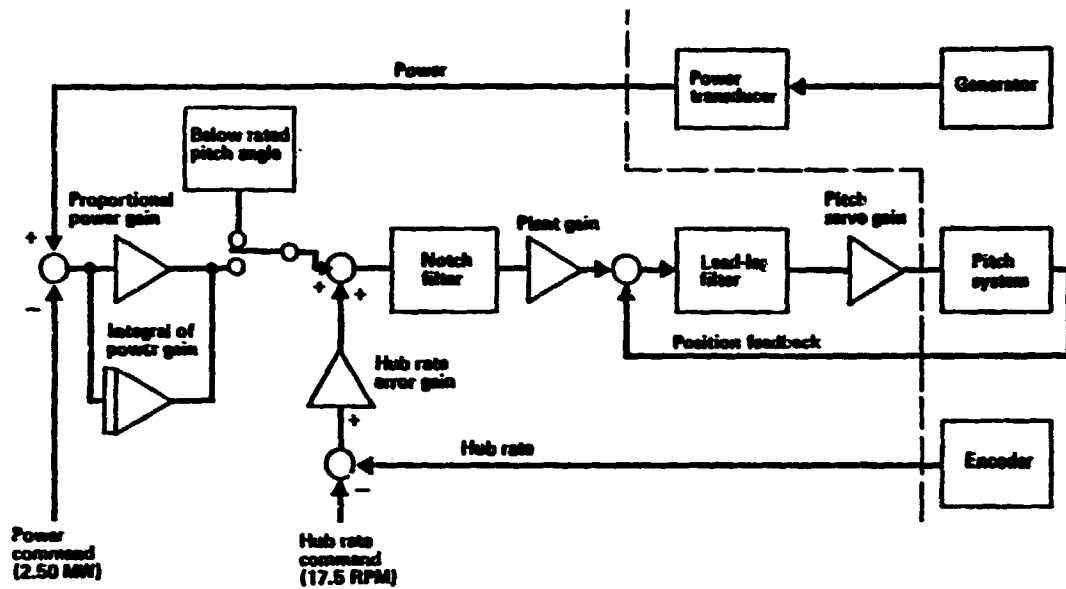 Power
Power
transducer
Generator
Below rated
pitch angle
Proportional
power gain
Plant gain
Pitch
servo gain
+
Notch
filter
Lead-lag
filter
Pitch
system
+
+
−
Integral of
power gain
Position feedback
Hub rate
error gain
+
Hub rate
Encoder
−
Power
command
(2.50 MW)
Hub rate
command
(17.5 RPM)